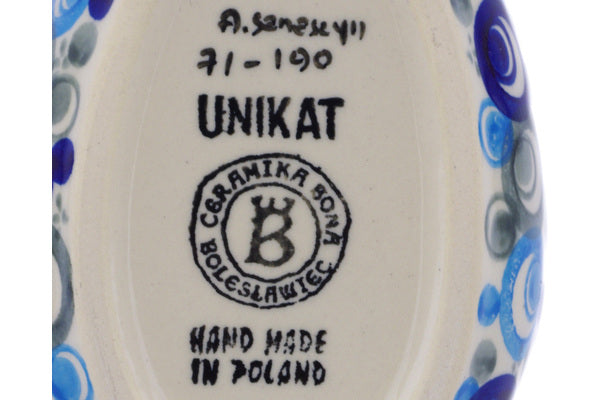 71-190
UNIKAT
CERAMIKA BONA
BOLESŁAWIEC
B
HAND MADE
IN POLAND